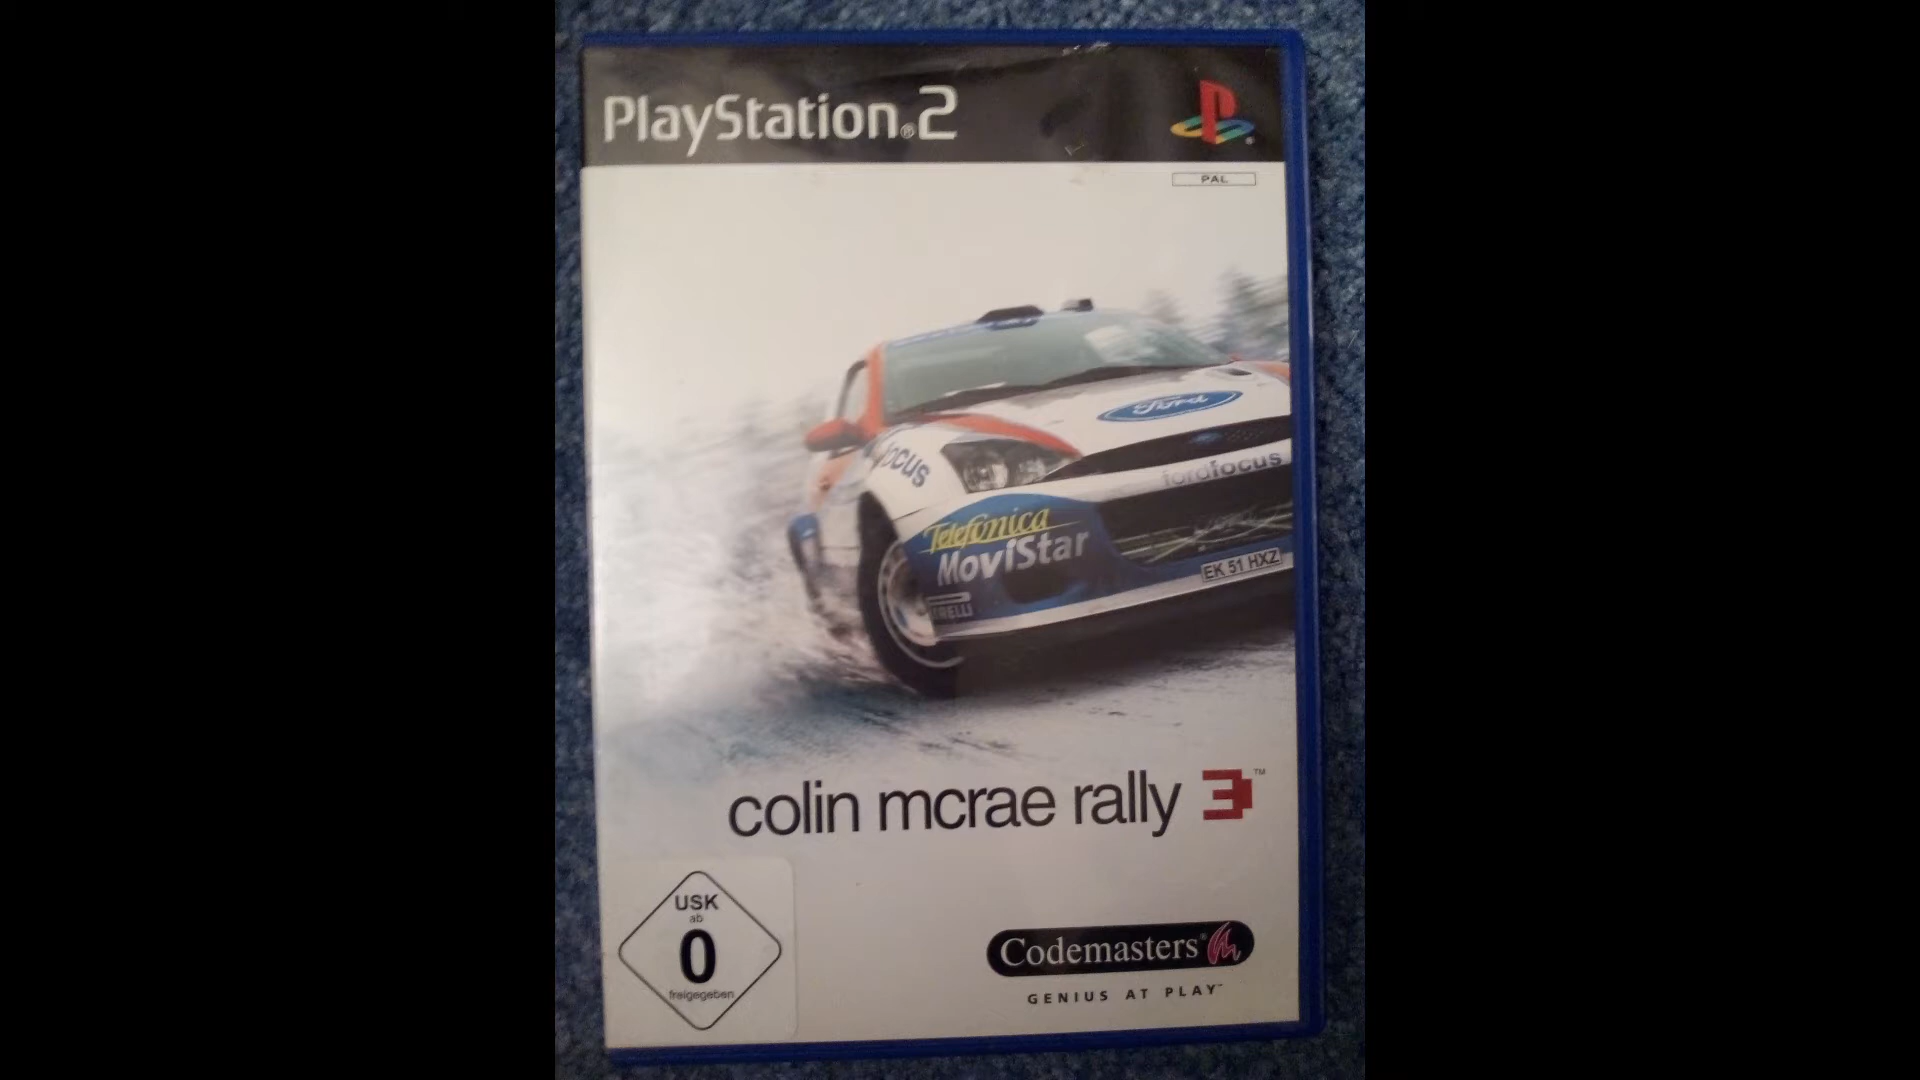 PlayStation®2
PAL
Ford
focus
fordfocus
Telefónica
MoviStar
EK 51 HXZ
colin mcrae rally 3™
USK
ab
0
freigegeben
Codemasters®
GENIUS AT PLAY™